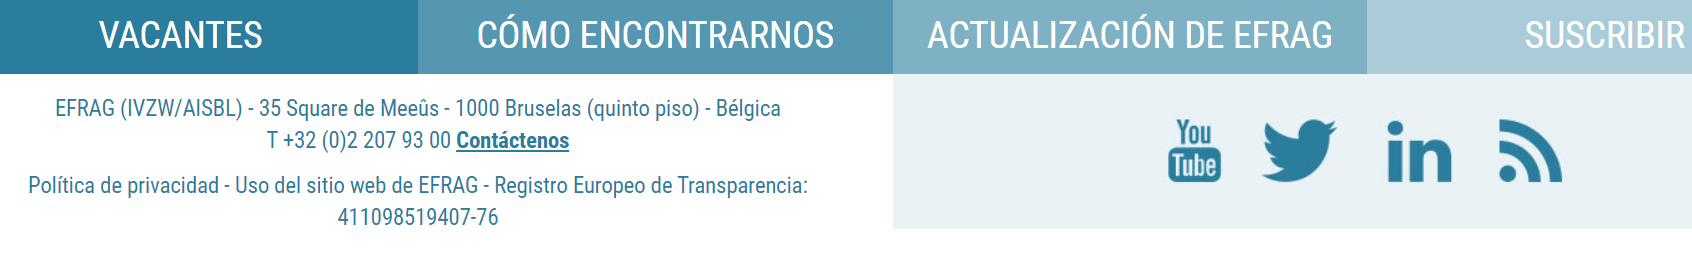 VACANTES
CÓMO ENCONTRARNOS
ACTUALIZACIÓN DE EFRAG
SUSCRIBIR
EFRAG (IVZW/AISBL) - 35 Square de Meeûs - 1000 Bruselas (quinto piso) - Bélgica
T +32 (0)2 207 93 00 Contáctenos
Política de privacidad - Uso del sitio web de EFRAG - Registro Europeo de Transparencia:
411098519407-76
You
Tube
in